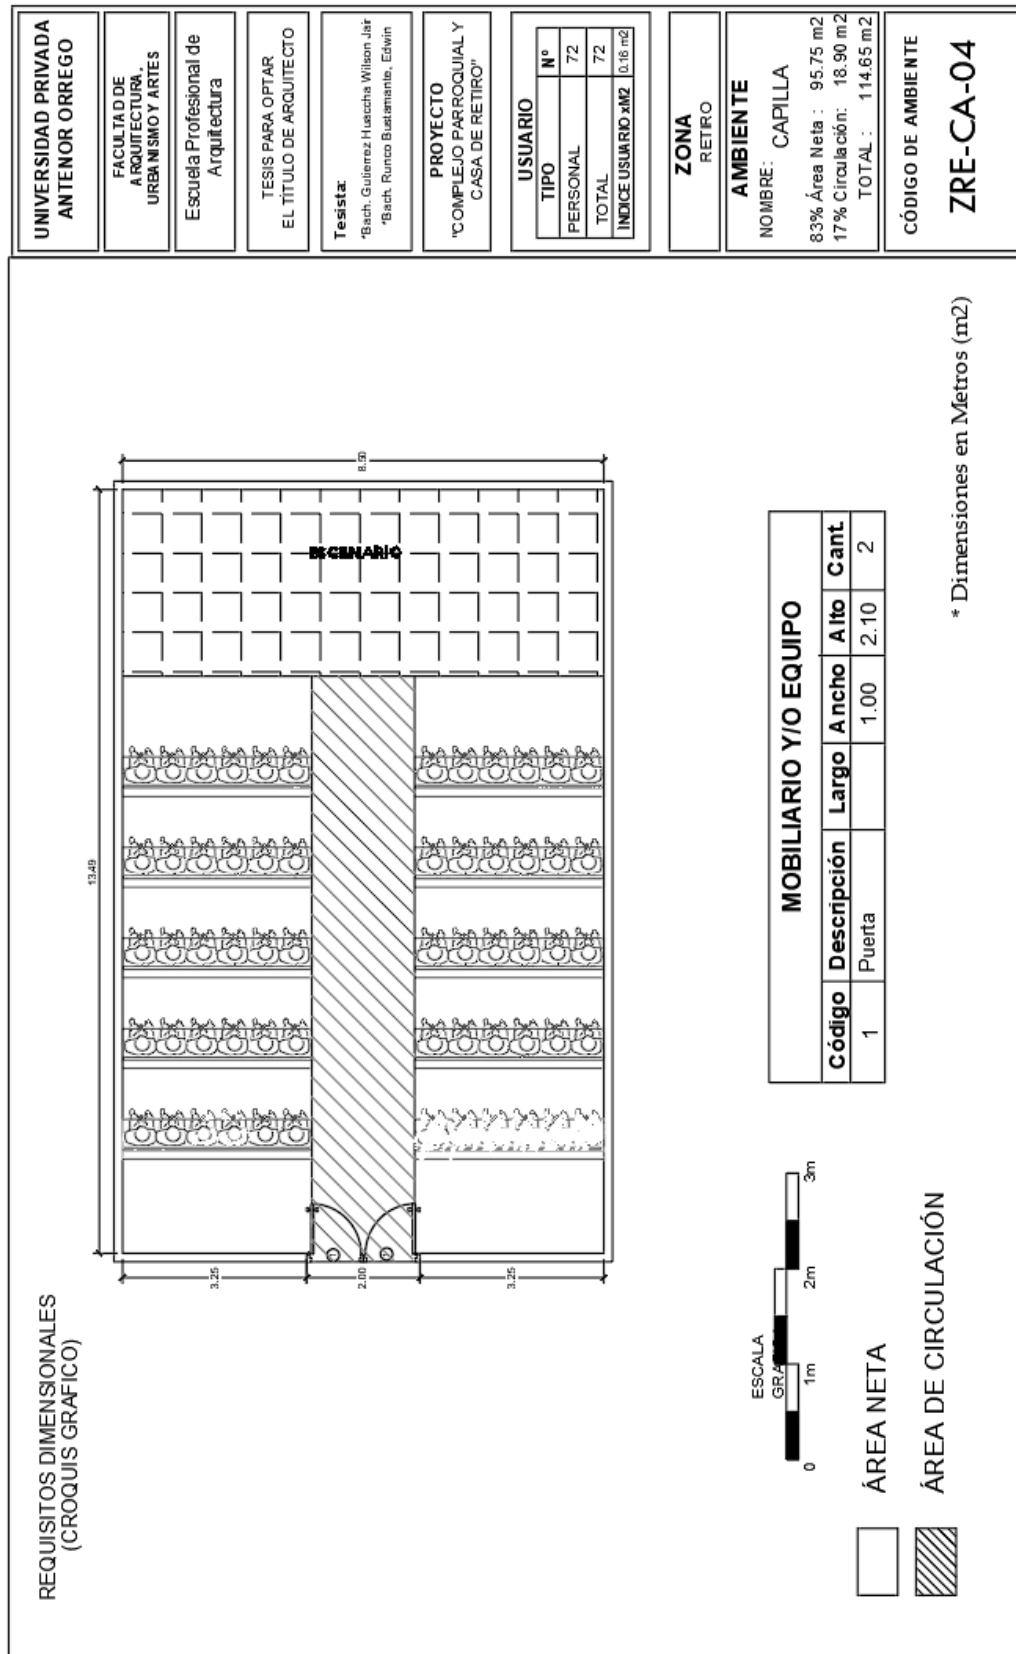 REQUISITOS DIMENSIONALES
(CROQUIS GRAFICO)
13.49
8.50
3.25
2.00
3.25
ESCENARIO
1
2
ESCALA
0
1m
2m
3m
ÁREA NETA
ÁREA DE CIRCULACIÓN
MOBILIARIO Y/O EQUIPO
Código Descripción Largo Ancho Alto Cant.
1 Puerta 1.00 2.10 2
* Dimensiones en Metros (m2)
UNIVERSIDAD PRIVADA
ANTENOR ORREGO
FACULTAD DE
ARQUITECTURA,
URBANISMO Y ARTES
Escuela Profesional de
Arquitectura
TESIS PARA OPTAR
EL TÍTULO DE ARQUITECTO
Tesista:
*Bach. Gutierrez Huaccha Wilson Jair
*Bach. Runco Bustamante, Edwin
PROYECTO
"COMPLEJO PARROQUIAL Y
CASA DE RETIRO"
USUARIO
TIPO Nº
PERSONAL 72
TOTAL 72
INDICE USUARIO xM2 0.16 m2
ZONA
RETIRO
AMBIENTE
NOMBRE: CAPILLA
83% Área Neta : 95.75 m2
17% Circulación: 18.90 m2
TOTAL : 114.65 m2
CÓDIGO DE AMBIENTE
ZRE-CA-04